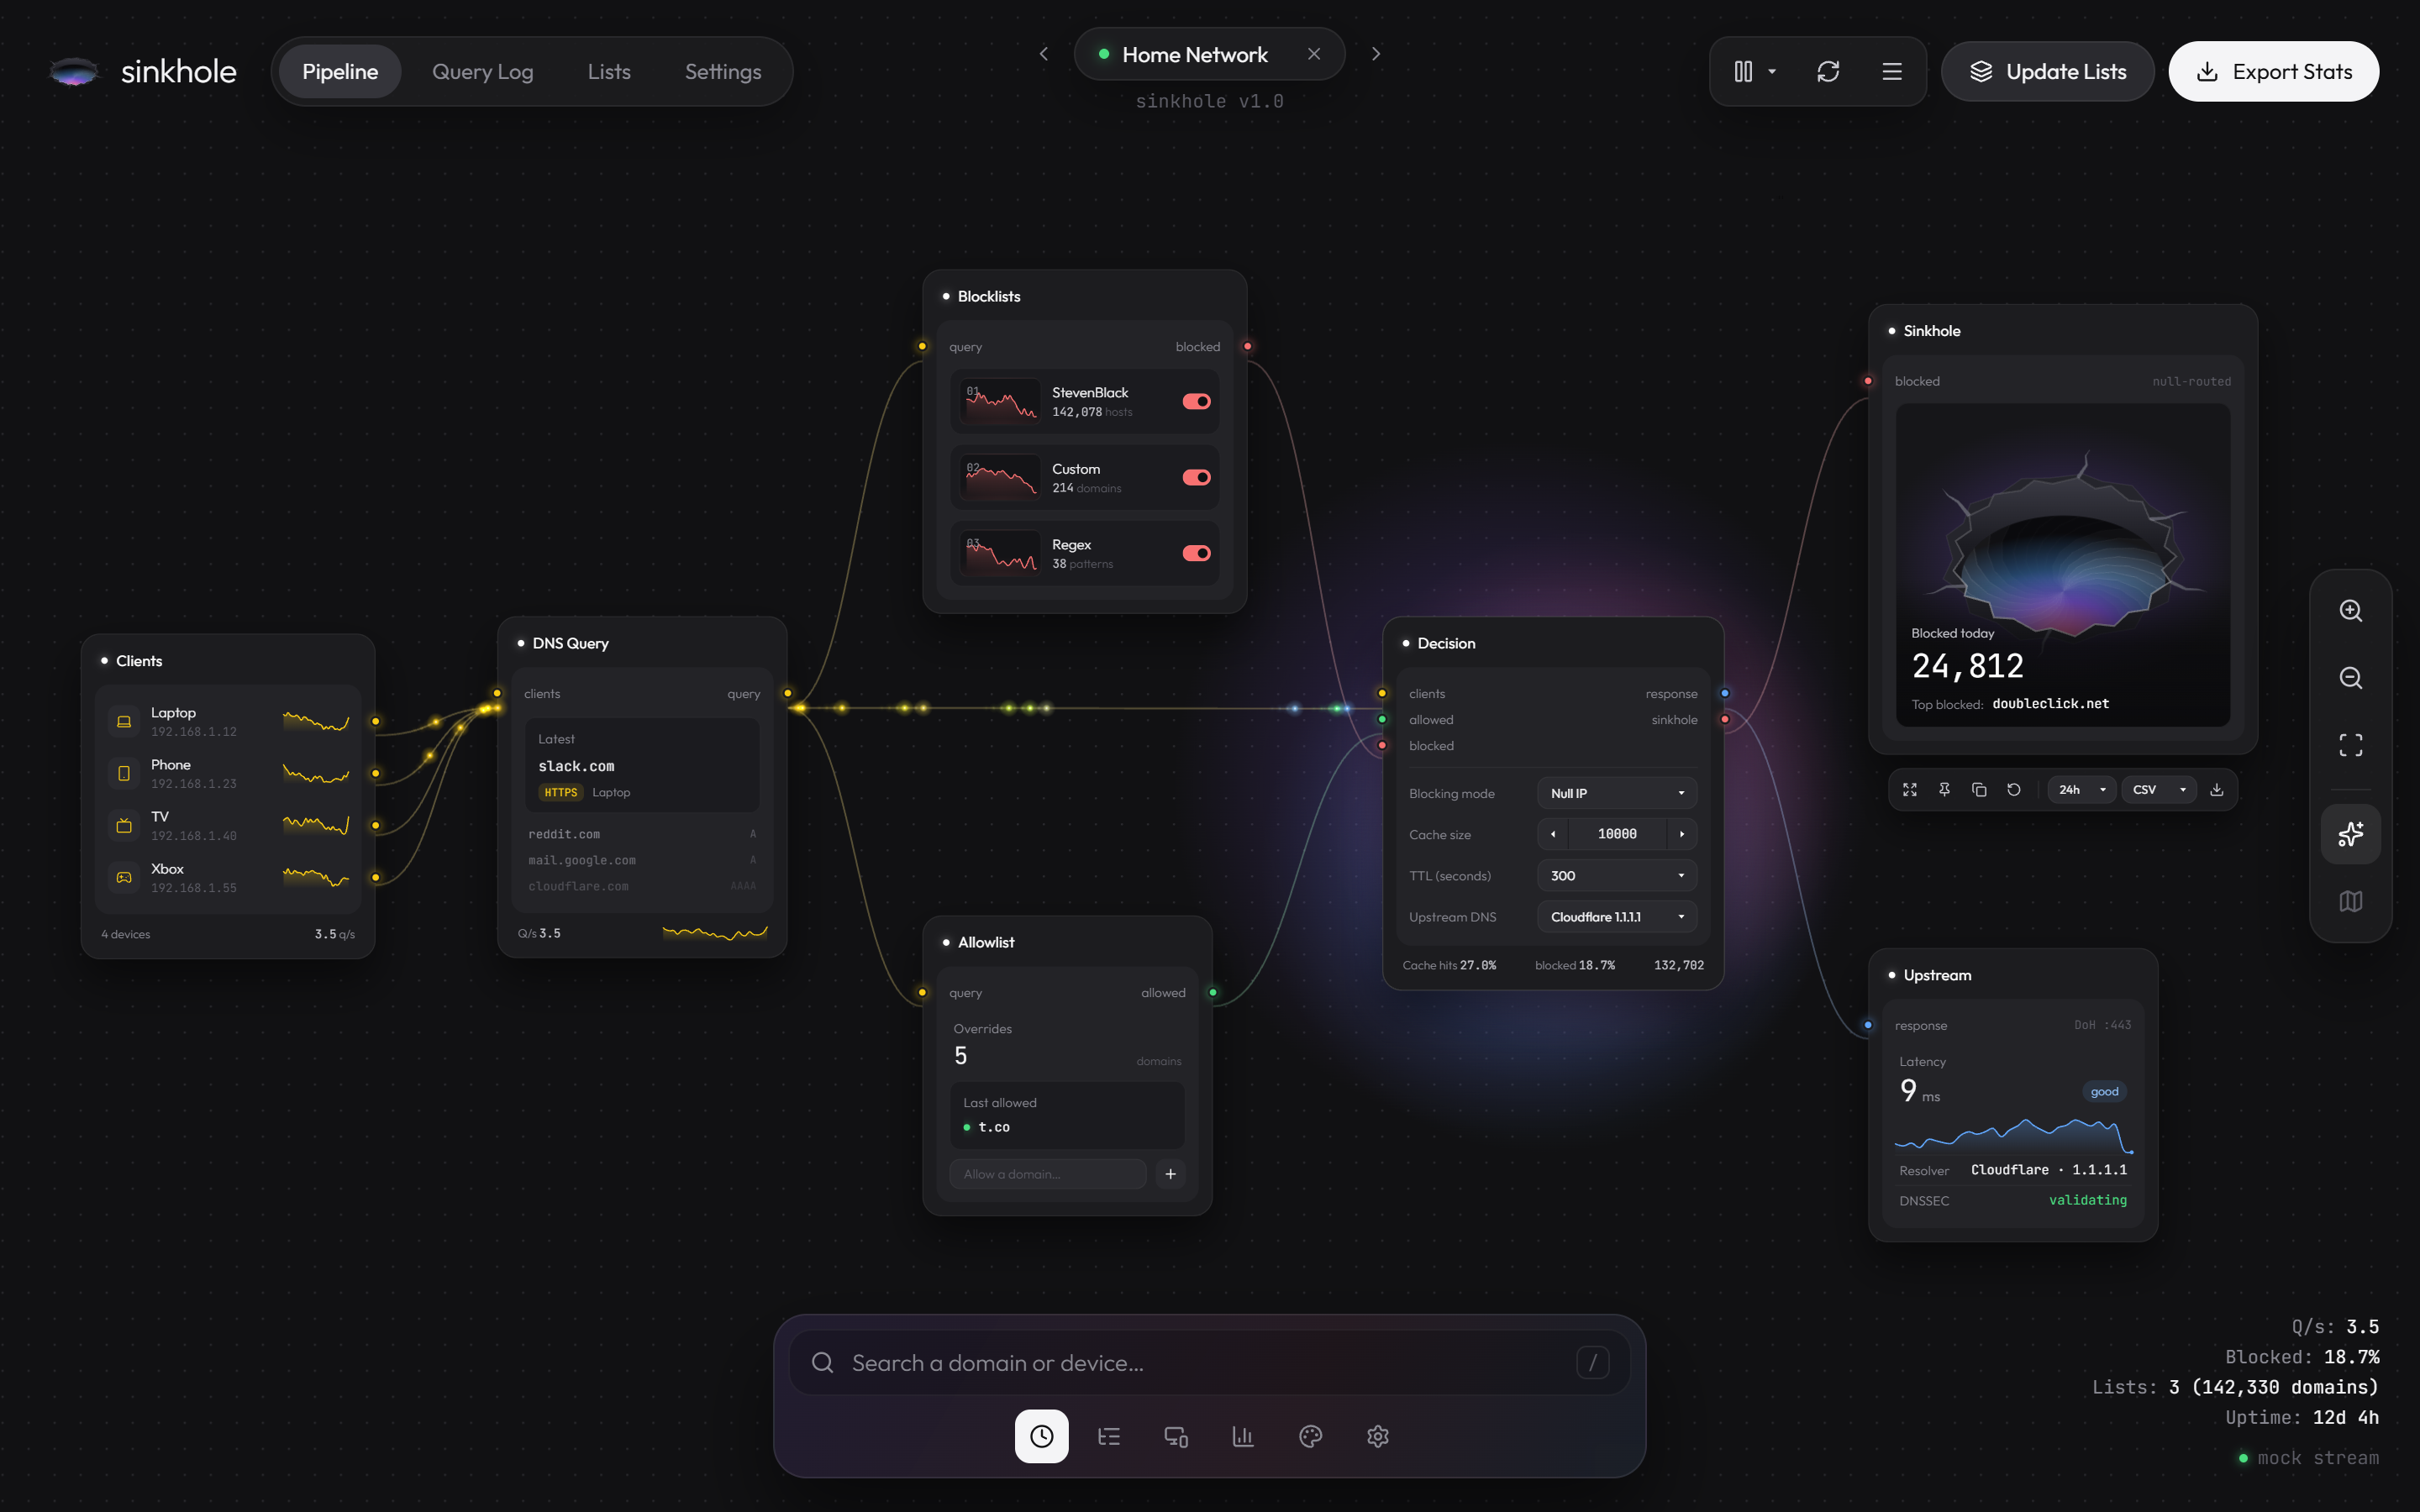 sinkhole
Pipeline
Query Log
Lists
Settings
Home Network
sinkhole v1.0
Update Lists
Export Stats
Clients
Laptop
192.168.1.12
Phone
192.168.1.23
TV
192.168.1.40
Xbox
192.168.1.55
4 devices
3.5 q/s
DNS Query
clients
query
Latest
slack.com
HTTPS Laptop
reddit.com A
mail.google.com A
cloudflare.com AAAA
Q/s 3.5
Blocklists
query
blocked
01
StevenBlack
142,078 hosts
02
Custom
214 domains
03
Regex
38 patterns
Allowlist
query
allowed
Overrides
5
domains
Last allowed
t.co
Allow a domain...
Decision
clients
response
allowed
sinkhole
blocked
Blocking mode Null IP
Cache size 10000
TTL (seconds) 300
Upstream DNS Cloudflare 1.1.1.1
Cache hits 27.0%
blocked 18.7%
132,702
Sinkhole
blocked
null-routed
Blocked today
24,812
Top blocked: doubleclick.net
24h
CSV
Upstream
response
DoH :443
Latency
9 ms
good
Resolver Cloudflare · 1.1.1.1
DNSSEC validating
Search a domain or device...
/
Q/s: 3.5
Blocked: 18.7%
Lists: 3 (142,330 domains)
Uptime: 12d 4h
mock stream